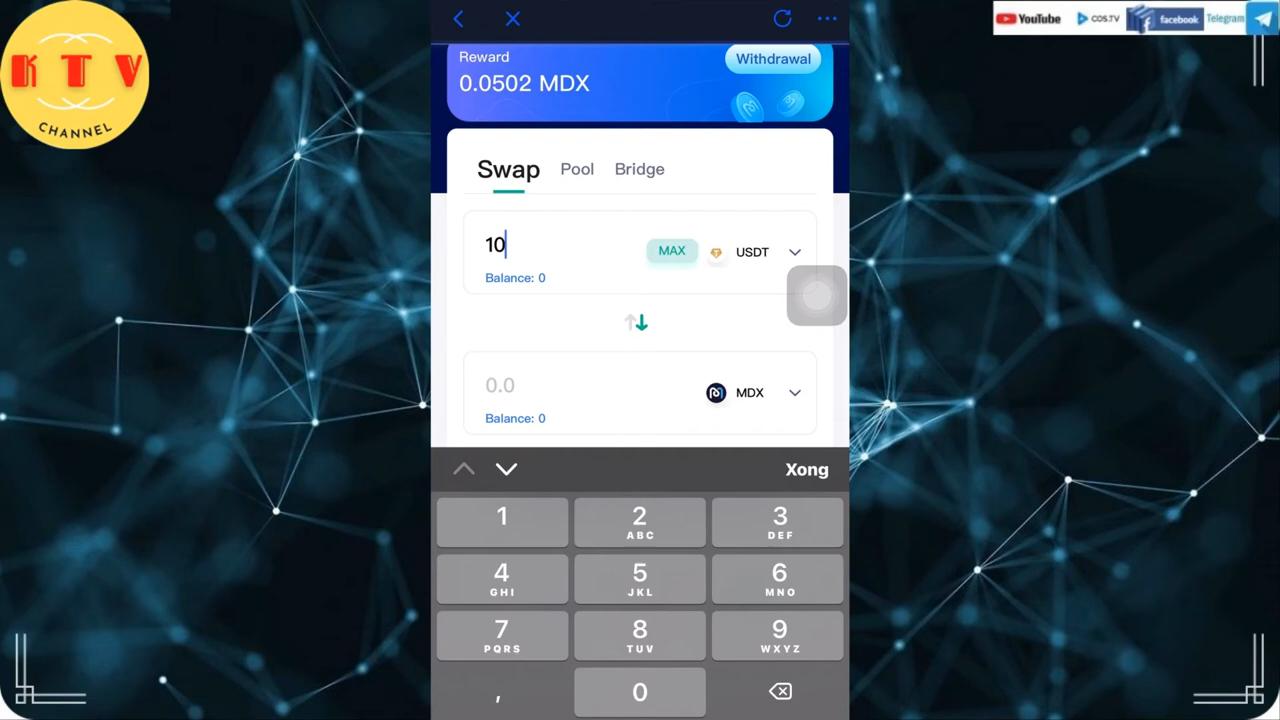 KTV
CHANNEL
YouTube
COS.TV
facebook
Telegram
Reward
Withdrawal
0.0502 MDX
Swap
Pool
Bridge
10
MAX
USDT
Balance: 0
0.0
MDX
Balance: 0
Xong
1
2
ABC
3
DEF
4
GHI
5
JKL
6
MNO
7
PQRS
8
TUV
9
WXYZ
,
0